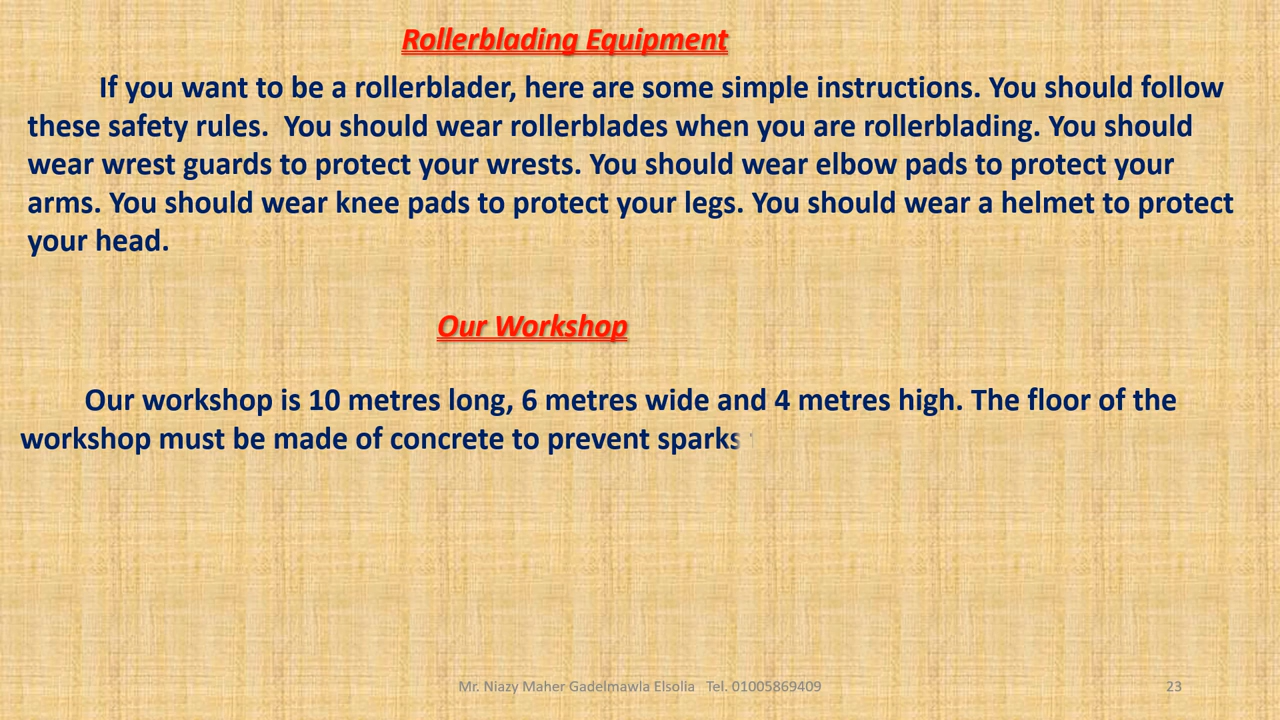 Rollerblading Equipment
If you want to be a rollerblader, here are some simple instructions. You should follow
these safety rules.  You should wear rollerblades when you are rollerblading. You should
wear wrest guards to protect your wrests. You should wear elbow pads to protect your
arms. You should wear knee pads to protect your legs. You should wear a helmet to protect
your head.
Our Workshop
Our workshop is 10 metres long, 6 metres wide and 4 metres high. The floor of the
workshop must be made of concrete to prevent sparks
Mr. Niazy Maher Gadelmawla Elsolia   Tel. 01005869409
23